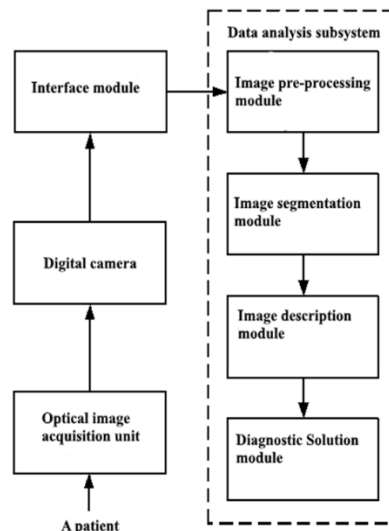 Data analysis subsystem
Interface module
Image pre-processing
module
Image segmentation
module
Digital camera
Image description
module
Optical image
acquisition unit
Diagnostic Solution
module
A patient